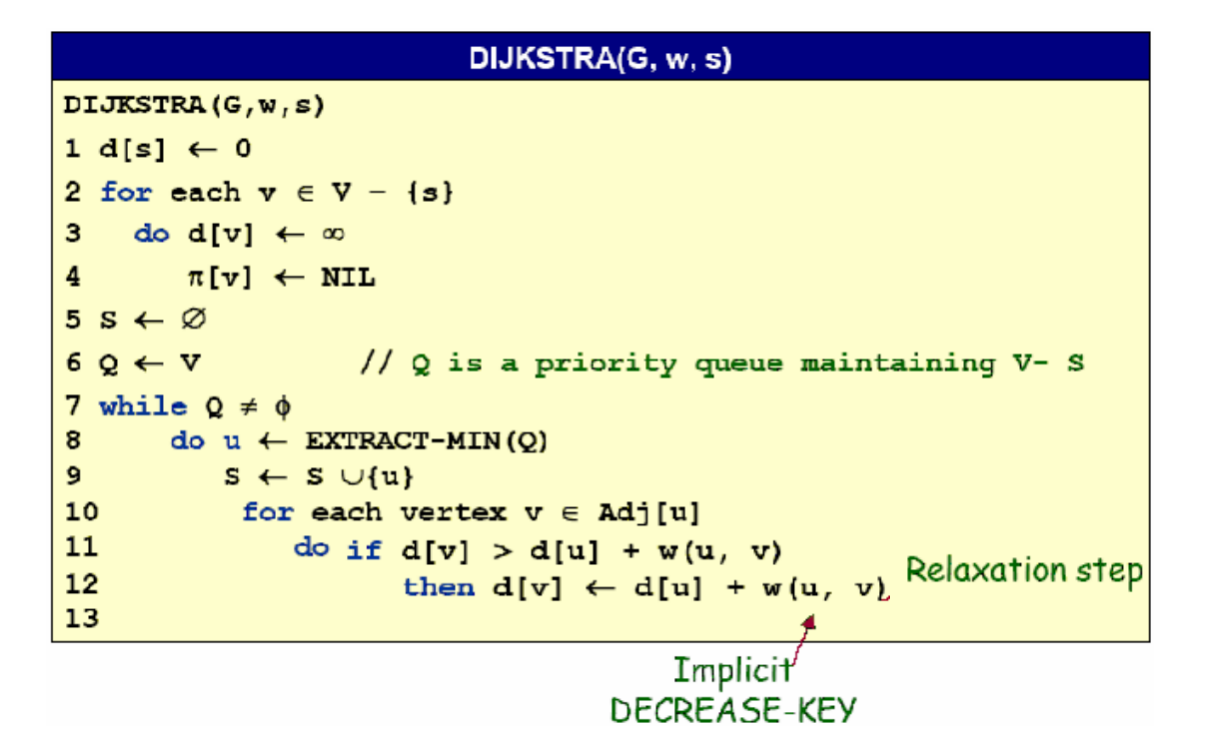 DIJKSTRA(G, w, s)
DIJKSTRA(G,w,s)
1 d[s] ← 0
2 for each v ∈ V − {s}
3 do d[v] ← ∞
4 π[v] ← NIL
5 S ← ∅
6 Q ← V // Q is a priority queue maintaining V- S
7 while Q ≠ ϕ
8 do u ← EXTRACT-MIN(Q)
9 S ← S ∪{u}
10 for each vertex v ∈ Adj[u]
11 do if d[v] > d[u] + w(u, v)
12 then d[v] ← d[u] + w(u, v) Relaxation step
13
Implicit
DECREASE-KEY